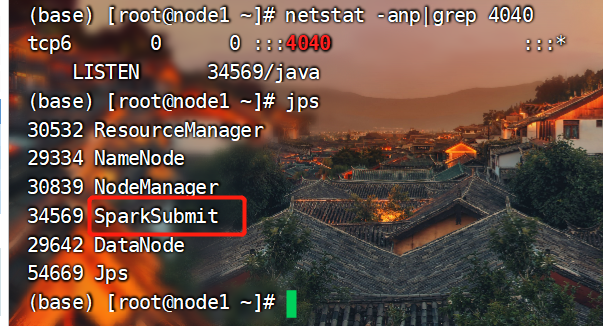 (base) [root@node1 ~]# netstat -anp|grep 4040
tcp6       0      0 :::4040                 :::*
    LISTEN      34569/java
(base) [root@node1 ~]# jps
30532 ResourceManager
29334 NameNode
30839 NodeManager
34569 SparkSubmit
29642 DataNode
54669 Jps
(base) [root@node1 ~]#